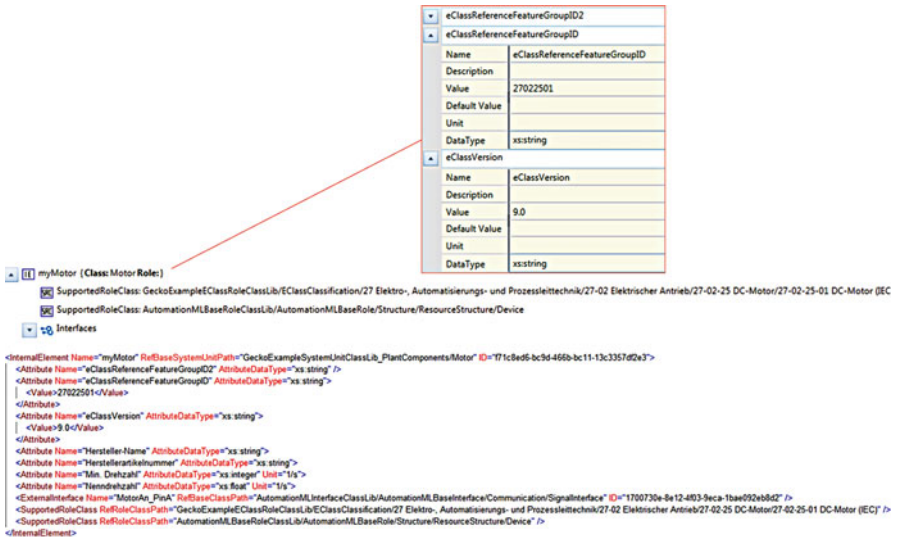 eClassReferenceFeatureGroupID2
eClassReferenceFeatureGroupID
Name eClassReferenceFeatureGroupID
Description
Value 27022501
Default Value
Unit
DataType xs:string
eClassVersion
Name eClassVersion
Description
Value 9.0
Default Value
Unit
DataType xs:string
IE myMotor {Class: Motor Role:}
SRC SupportedRoleClass: GeckoExampleEClassRoleClassLib/EClassClassification/27 Elektro-, Automatisierungs- und Prozessleittechnik/27-02 Elektrischer Antrieb/27-02-25 DC-Motor/27-02-25-01 DC-Motor (IEC
SRC SupportedRoleClass: AutomationMLBaseRoleClassLib/AutomationMLBaseRole/Structure/ResourceStructure/Device
Interfaces
<InternalElement Name="myMotor" RefBaseSystemUnitPath="GeckoExampleSystemUnitClassLib_PlantComponents/Motor" ID="f71c8ed6-bc9d-466b-bc11-13c3357df2e3">
<Attribute Name="eClassReferenceFeatureGroupID2" AttributeDataType="xs:string" />
<Attribute Name="eClassReferenceFeatureGroupID" AttributeDataType="xs:string">
<Value>27022501</Value>
</Attribute>
<Attribute Name="eClassVersion" AttributeDataType="xs:string">
<Value>9.0</Value>
</Attribute>
<Attribute Name="Hersteller-Name" AttributeDataType="xs:string">
<Attribute Name="Herstellerartikelnummer" AttributeDataType="xs:string">
<Attribute Name="Min. Drehzahl" AttributeDataType="xs:integer" Unit="1/s">
<Attribute Name="Nenndrehzahl" AttributeDataType="xs:float" Unit="1/s">
<ExternalInterface Name="MotorAn_PinA" RefBaseClassPath="AutomationMLInterfaceClassLib/AutomationMLBaseInterface/Communication/SignalInterface" ID="1700730e-8e12-4f03-9eca-1bae092eb8d2" />
<SupportedRoleClass RefRoleClassPath="GeckoExampleEClassRoleClassLib/EClassClassification/27 Elektro-, Automatisierungs- und Prozessleittechnik/27-02 Elektrischer Antrieb/27-02-25 DC-Motor/27-02-25-01 DC-Motor (IEC)" />
<SupportedRoleClass RefRoleClassPath="AutomationMLBaseRoleClassLib/AutomationMLBaseRole/Structure/ResourceStructure/Device" />
</InternalElement>